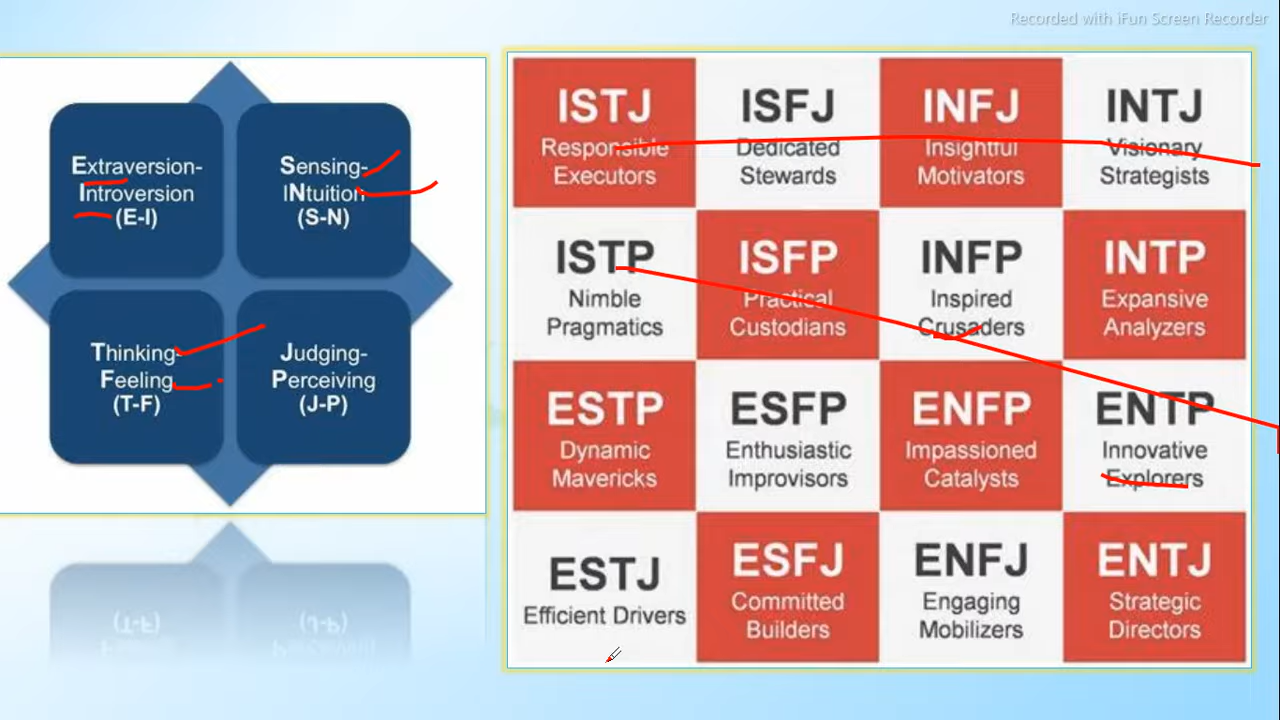 Recorded with iFun Screen Recorder
Extraversion-
Introversion
(E-I)
Sensing-
INtuition
(S-N)
Thinking-
Feeling
(T-F)
Judging-
Perceiving
(J-P)
ISTJ
Responsible
Executors
ISFJ
Dedicated
Stewards
INFJ
Insightful
Motivators
INTJ
Visionary
Strategists
ISTP
Nimble
Pragmatics
ISFP
Practical
Custodians
INFP
Inspired
Crusaders
INTP
Expansive
Analyzers
ESTP
Dynamic
Mavericks
ESFP
Enthusiastic
Improvisors
ENFP
Impassioned
Catalysts
ENTP
Innovative
Explorers
ESTJ
Efficient Drivers
ESFJ
Committed
Builders
ENFJ
Engaging
Mobilizers
ENTJ
Strategic
Directors